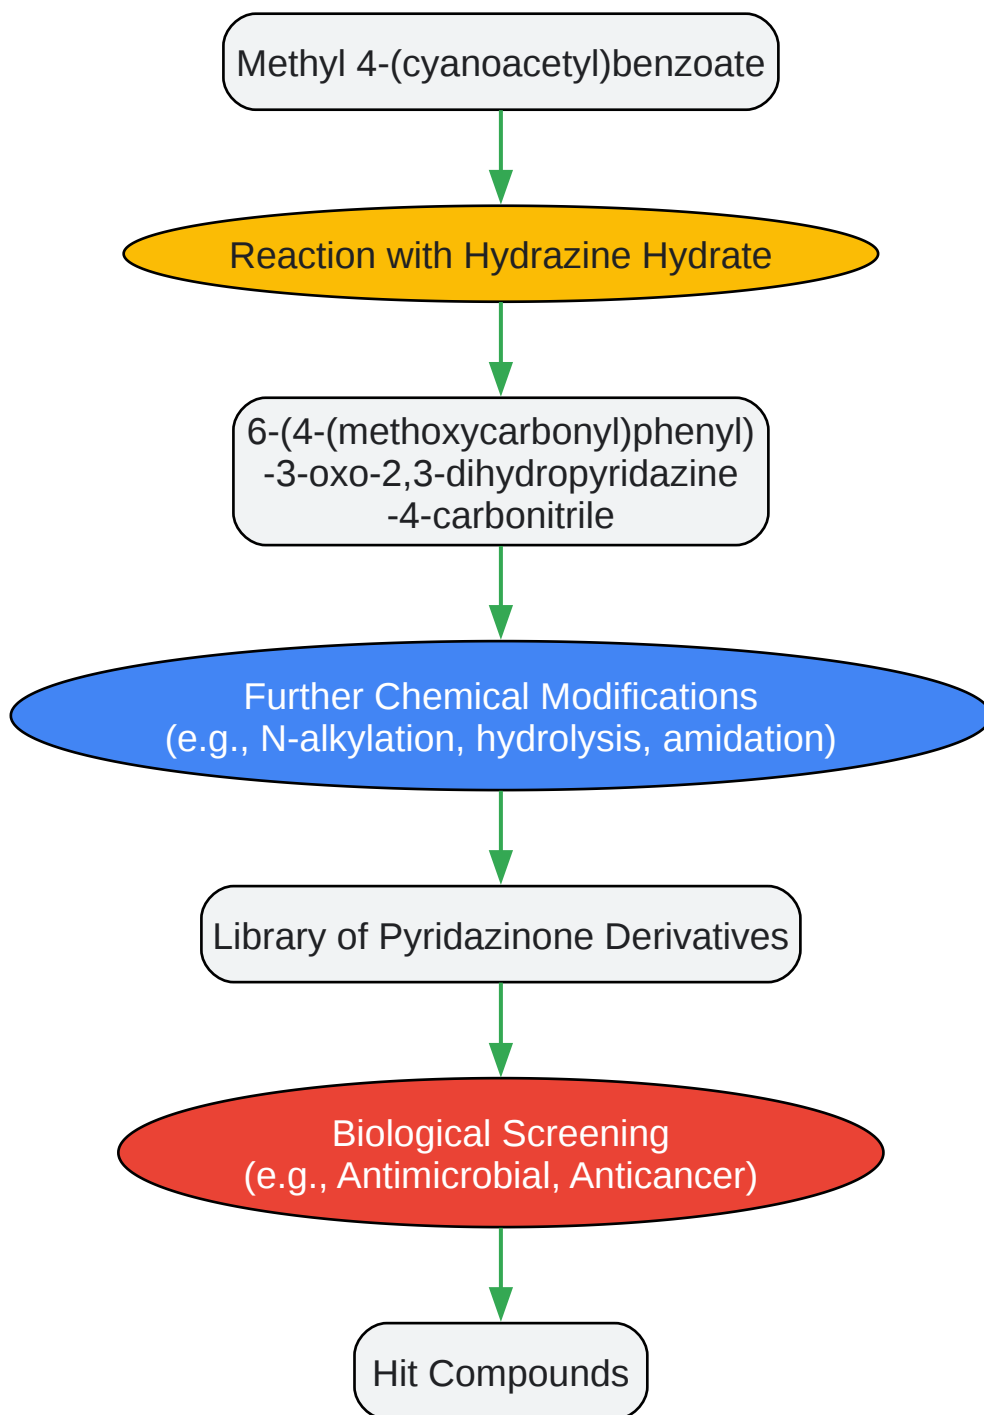 Methyl 4-(cyanoacetyl)benzoate
Reaction with Hydrazine Hydrate
6-(4-(methoxycarbonyl)phenyl)
-3-oxo-2,3-dihydropyridazine
-4-carbonitrile
Further Chemical Modifications
(e.g., N-alkylation, hydrolysis, amidation)
Library of Pyridazinone Derivatives
Biological Screening
(e.g., Antimicrobial, Anticancer)
Hit Compounds